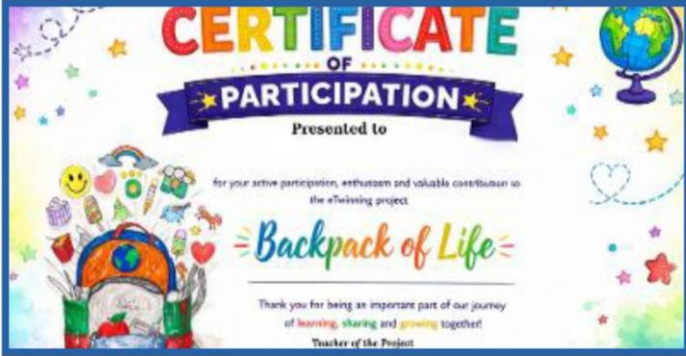 CERTIFICATE
OF
PARTICIPATION
Presented to
for your active participation, enthusiasm and valuable contribution to
the eTwinning project
Backpack of Life
Thank you for being an important part of our journey
of learning, sharing and growing together!
Teacher of the Project